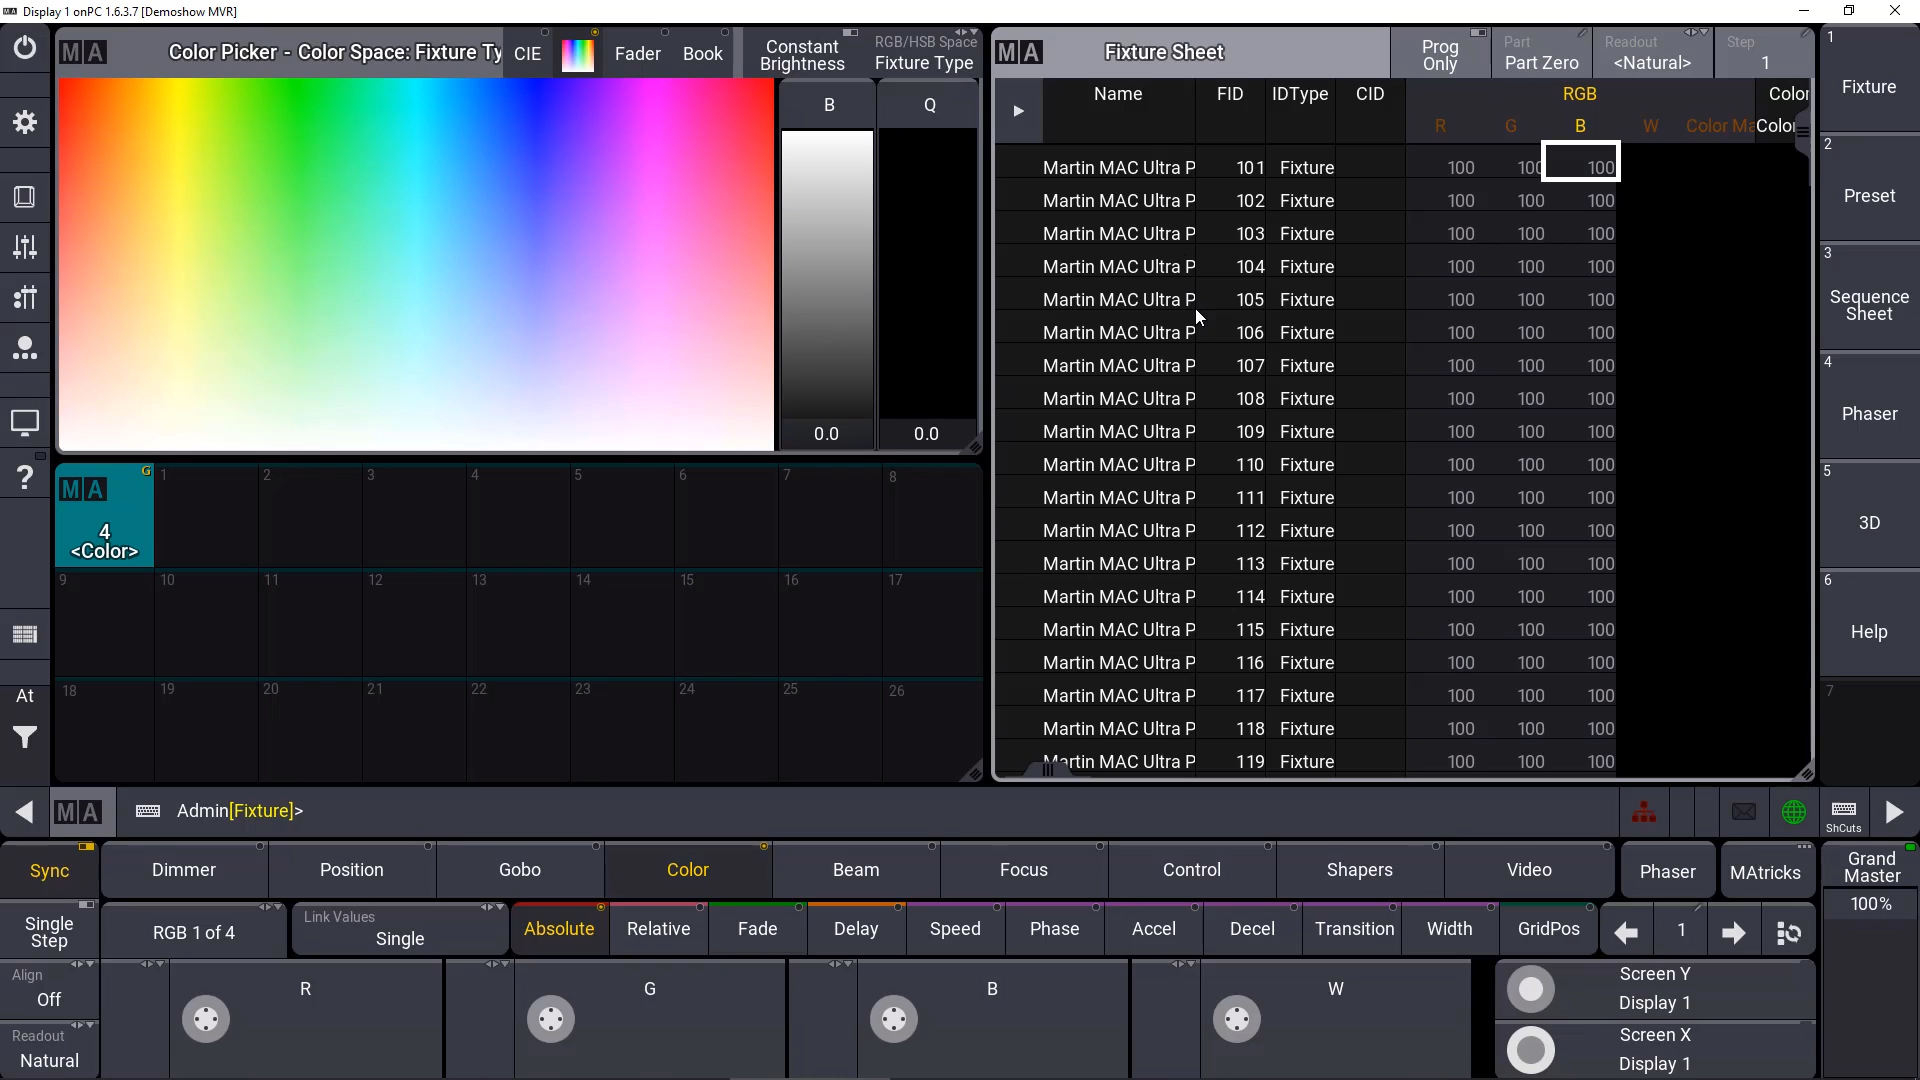 Display 1 onPC 1.6.3.7 [Demoshow MVR]
MA Color Picker - Color Space: Fixture Ty
CIE
Fader
Book
Constant
Brightness
RGB/HSB Space
Fixture Type
B
Q
0.0
0.0
MA
G
4
<Color>
1
2
3
4
5
6
7
8
9
10
11
12
13
14
15
16
17
18
19
20
21
22
23
24
25
26
MA Fixture Sheet
Prog
Only
Part
Part Zero
Readout
<Natural>
Step
1
Name FID IDType CID RGB Color
R G B W Color Ma Color
Martin MAC Ultra P 101 Fixture 100 100 100
Martin MAC Ultra P 102 Fixture 100 100 100
Martin MAC Ultra P 103 Fixture 100 100 100
Martin MAC Ultra P 104 Fixture 100 100 100
Martin MAC Ultra P 105 Fixture 100 100 100
Martin MAC Ultra P 106 Fixture 100 100 100
Martin MAC Ultra P 107 Fixture 100 100 100
Martin MAC Ultra P 108 Fixture 100 100 100
Martin MAC Ultra P 109 Fixture 100 100 100
Martin MAC Ultra P 110 Fixture 100 100 100
Martin MAC Ultra P 111 Fixture 100 100 100
Martin MAC Ultra P 112 Fixture 100 100 100
Martin MAC Ultra P 113 Fixture 100 100 100
Martin MAC Ultra P 114 Fixture 100 100 100
Martin MAC Ultra P 115 Fixture 100 100 100
Martin MAC Ultra P 116 Fixture 100 100 100
Martin MAC Ultra P 117 Fixture 100 100 100
Martin MAC Ultra P 118 Fixture 100 100 100
Martin MAC Ultra P 119 Fixture 100 100 100
1
Fixture
2
Preset
3
Sequence
Sheet
4
Phaser
5
3D
6
Help
7
?
At
MA Admin[Fixture]>
ShCuts
Sync
Dimmer
Position
Gobo
Color
Beam
Focus
Control
Shapers
Video
Phaser
MAtricks
Grand
Master
100%
Single
Step
RGB 1 of 4
Link Values
Single
Absolute
Relative
Fade
Delay
Speed
Phase
Accel
Decel
Transition
Width
GridPos
1
Align
Off
Readout
Natural
R
G
B
W
Screen Y
Display 1
Screen X
Display 1